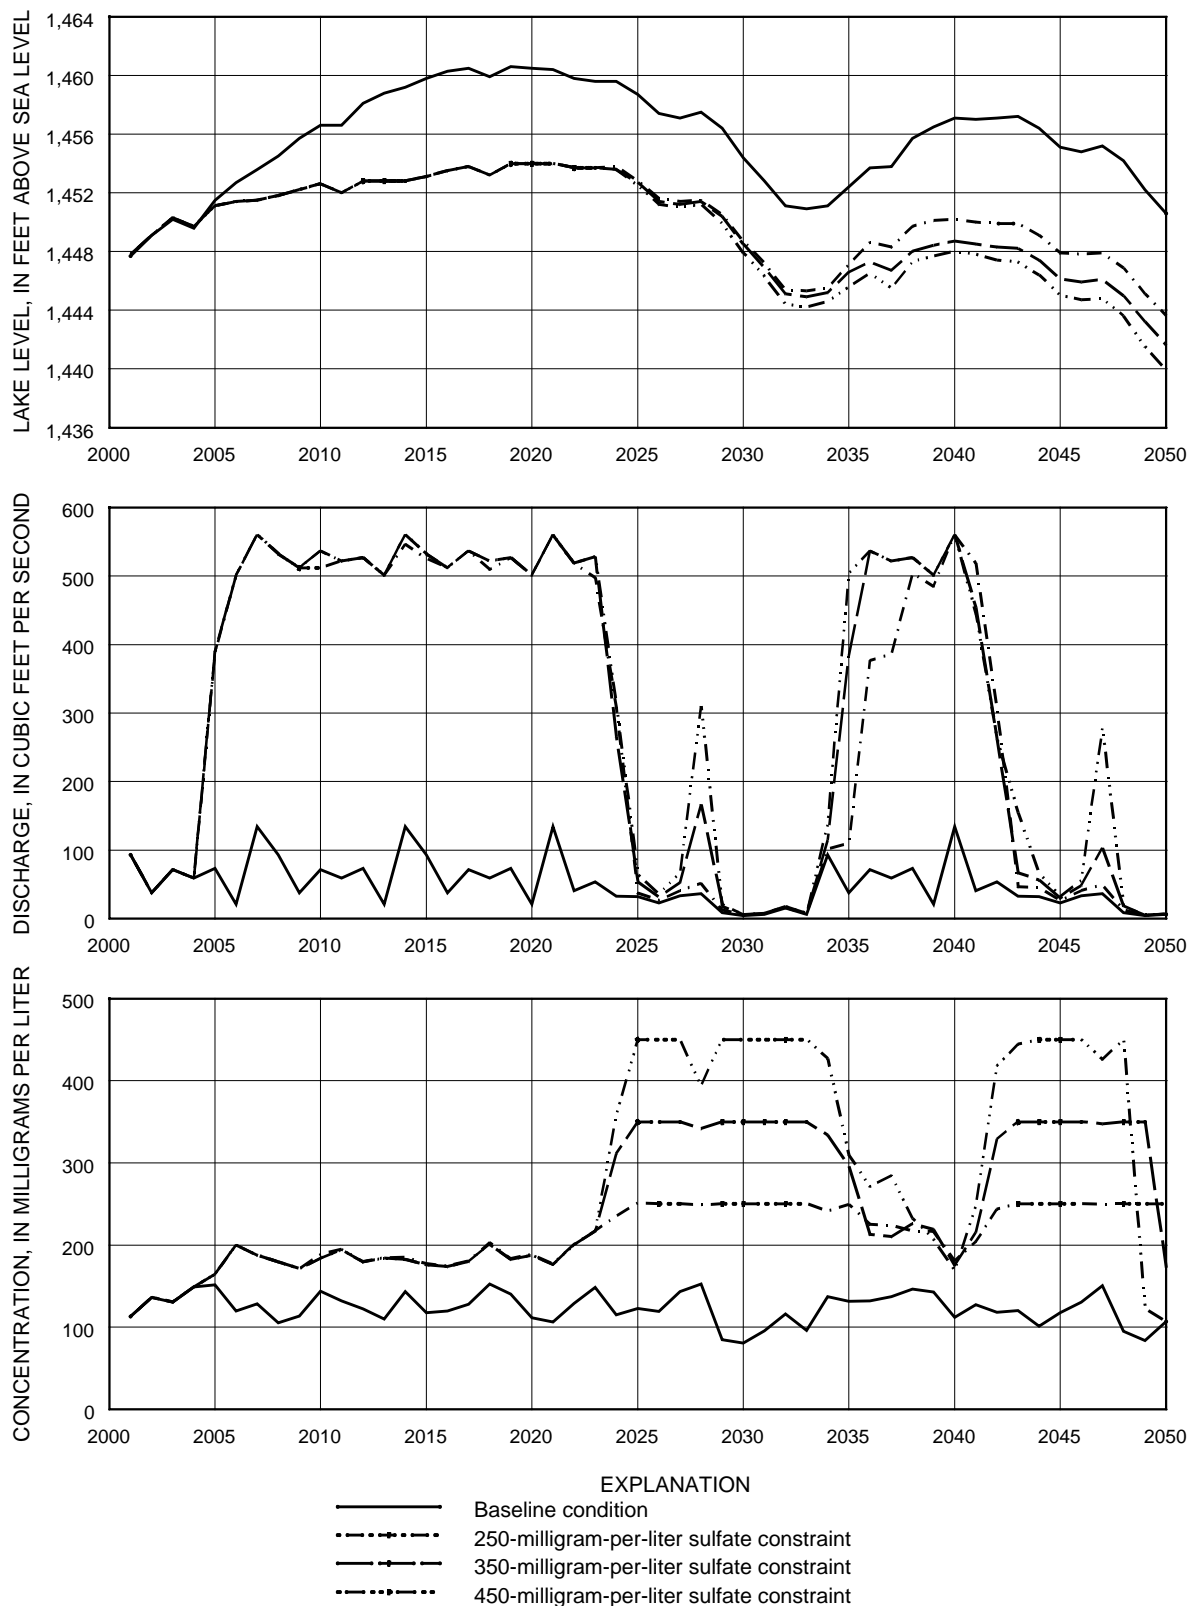 LAKE LEVEL, IN FEET ABOVE SEA LEVEL
1,464
1,460
1,456
1,452
1,448
1,444
1,440
1,436
2000 2005 2010 2015 2020 2025 2030 2035 2040 2045 2050
DISCHARGE, IN CUBIC FEET PER SECOND
600
500
400
300
200
100
0
2000 2005 2010 2015 2020 2025 2030 2035 2040 2045 2050
CONCENTRATION, IN MILLIGRAMS PER LITER
500
400
300
200
100
0
2000 2005 2010 2015 2020 2025 2030 2035 2040 2045 2050
EXPLANATION
Baseline condition
250-milligram-per-liter sulfate constraint
350-milligram-per-liter sulfate constraint
450-milligram-per-liter sulfate constraint